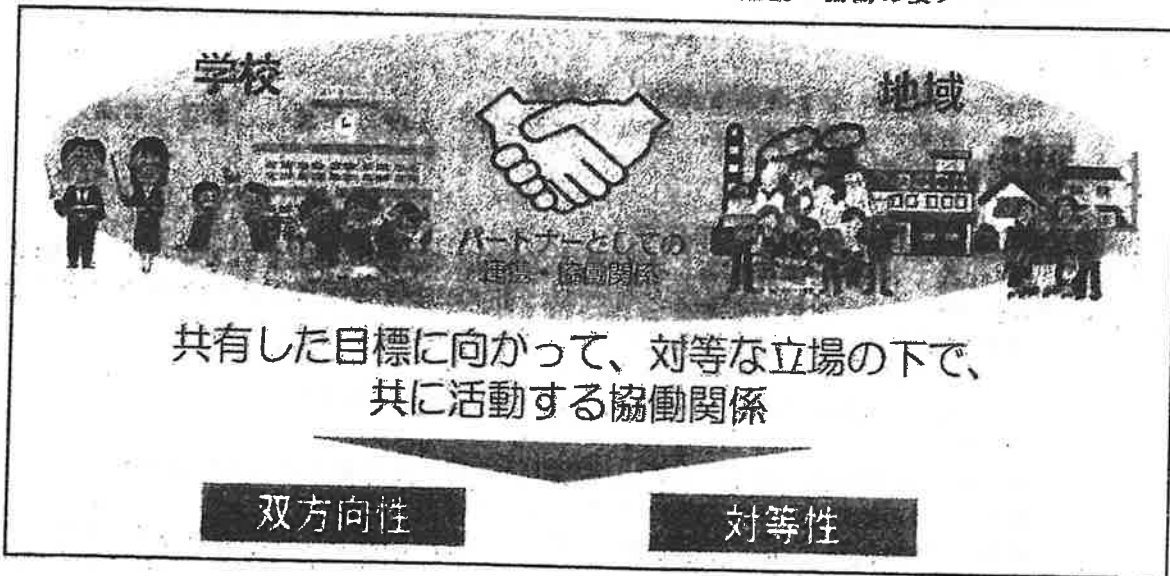 学校
地域
パートナーとしての
連携・協働関係
共有した目標に向かって、対等な立場の下で、
共に活動する協働関係
双方向性
対等性